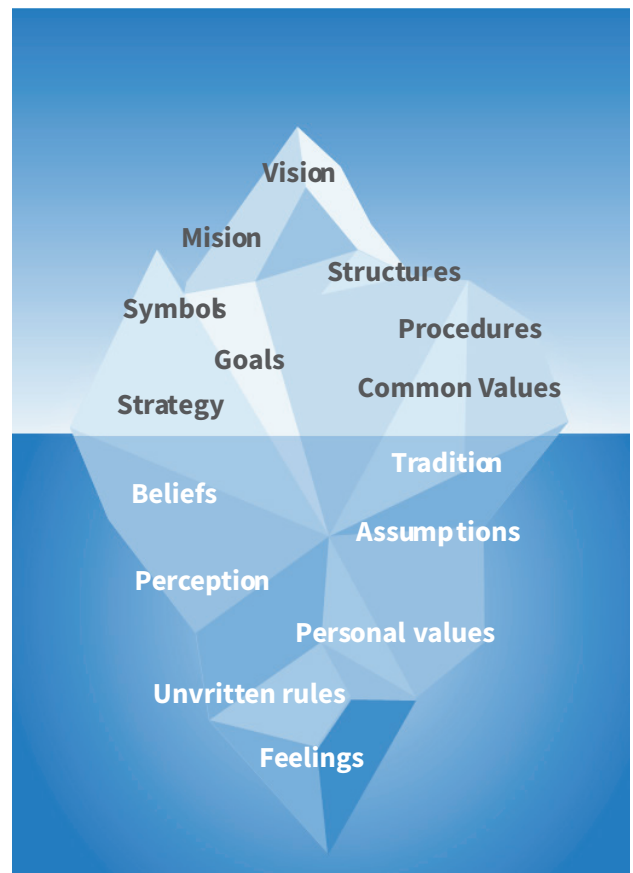 Vision
Mision
Structures
Symbols
Procedures
Goals
Common Values
Strategy
Tradition
Beliefs
Assumptions
Perception
Personal values
Unvritten rules
Feelings